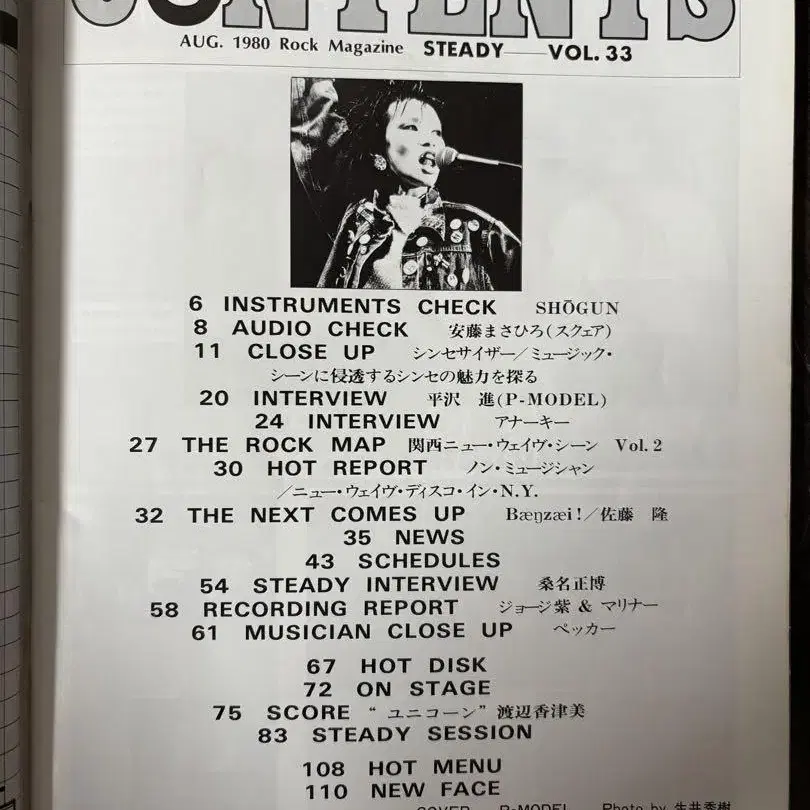 CONTENTS
AUG. 1980 Rock Magazine STEADY——VOL. 33
6 INSTRUMENTS CHECK SHŌGUN
8 AUDIO CHECK 安藤まさひろ(スクェア)
11 CLOSE UP シンセサイザー/ミュージック・
シーンに侵透するシンセの魅力を探る
20 INTERVIEW 平沢 進(P-MODEL)
24 INTERVIEW アナーキー
27 THE ROCK MAP 関西ニュー・ウェイヴ・シーン Vol. 2
30 HOT REPORT ノン・ミュージシャン
/ニュー・ウェイヴ・ディスコ・イン・N.Y.
32 THE NEXT COMES UP Bæŋzæi!/佐藤 隆
35 NEWS
43 SCHEDULES
54 STEADY INTERVIEW 桑名正博
58 RECORDING REPORT ジョージ紫 & マリナー
61 MUSICIAN CLOSE UP ペッカー
67 HOT DISK
72 ON STAGE
75 SCORE “ユニコーン”渡辺香津美
83 STEADY SESSION
108 HOT MENU
110 NEW FACE
COVER P-MODEL Photo by 生井秀樹